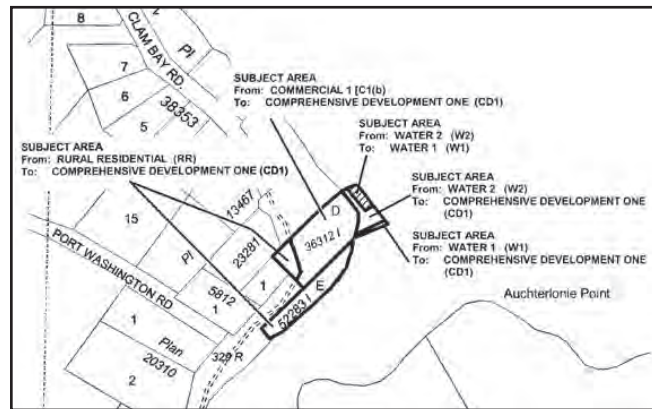 8
2
Pl
CLAM BAY RD
7
6
5
38353
SUBJECT AREA
From: COMMERCIAL 1 [C1(b)
To: COMPREHENSIVE DEVELOPMENT ONE (CD1)
SUBJECT AREA
From: WATER 2 (W2)
To: WATER 1 (W1)
SUBJECT AREA
From: RURAL RESIDENTIAL (RR)
To: COMPREHENSIVE DEVELOPMENT ONE (CD1)
SUBJECT AREA
From: WATER 2 (W2)
To: COMPREHENSIVE DEVELOPMENT ONE
(CD1)
SUBJECT AREA
From: WATER 1 (W1)
To: COMPREHENSIVE DEVELOPMENT ONE
(CD1)
15
Pl
13467
23281
D
36312 I
PORT WASHINGTON RD
5812
1
1
E
52283 I
Auchterlonie Point
1
Plan
20310
329 R
2